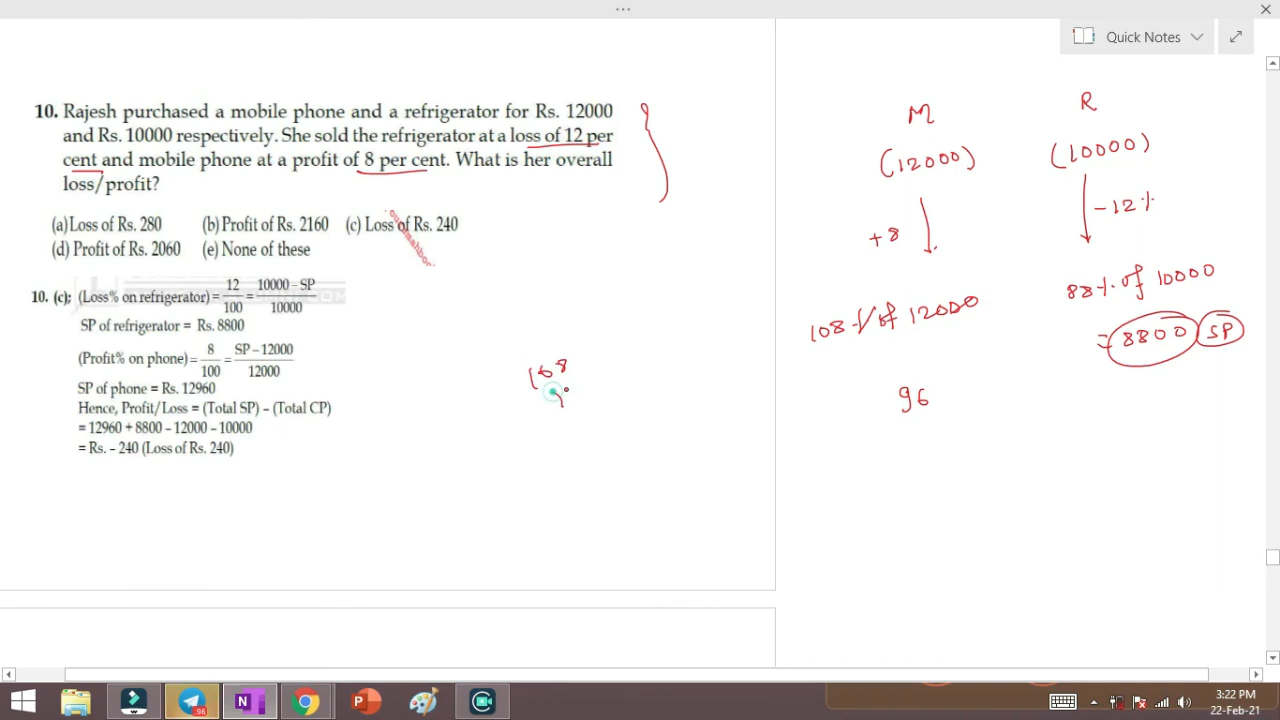 Quick Notes
10. Rajesh purchased a mobile phone and a refrigerator for Rs. 12000
and Rs. 10000 respectively. She sold the refrigerator at a loss of 12 per
cent and mobile phone at a profit of 8 per cent. What is her overall
loss/profit?
(a) Loss of Rs. 280 (b) Profit of Rs. 2160 (c) Loss of Rs. 240
(d) Profit of Rs. 2060 (e) None of these
10. (c); (Loss% on refrigerator) = 12/100 = 10000 – SP/10000
SP of refrigerator = Rs. 8800
(Profit% on phone) = 8/100 = SP – 12000/12000
SP of phone = Rs. 12960
Hence, Profit/Loss = (Total SP) – (Total CP)
= 12960 + 8800 – 12000 – 10000
= Rs. – 240 (Loss of Rs. 240)
108
M
(12000)
+8
108 % of 12000
96
R
(10000)
-12%
88% of 10000
= 8800 SP
3:22 PM
22-Feb-21